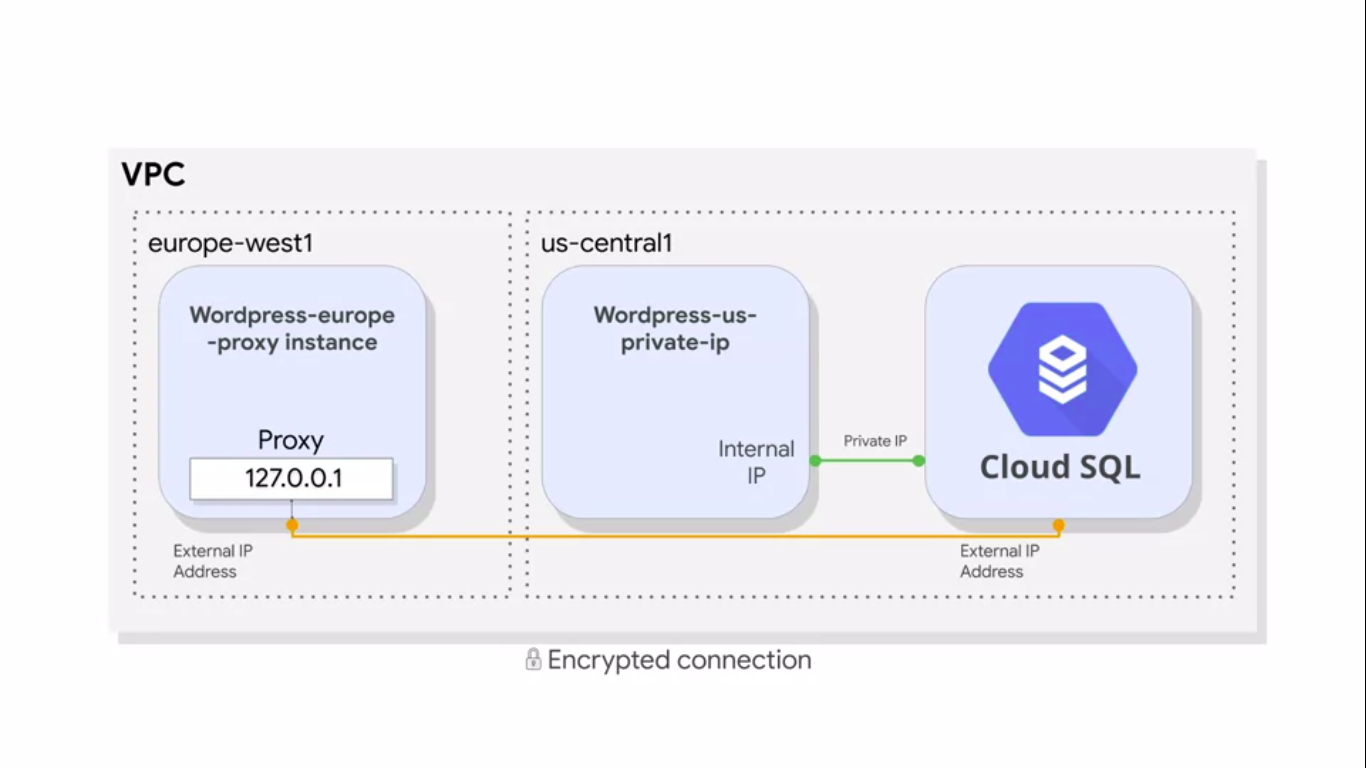 VPC
europe-west1
Wordpress-europe
-proxy instance
Proxy
127.0.0.1
External IP
Address
us-central1
Wordpress-us-
private-ip
Internal
IP
Private IP
Cloud SQL
External IP
Address
Encrypted connection